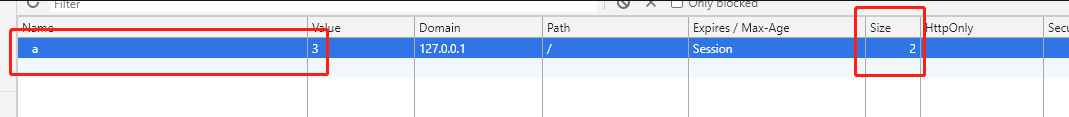 Filter Only blocked
Name Value Domain Path Expires / Max-Age Size HttpOnly Secu
a 3 127.0.0.1 / Session 2